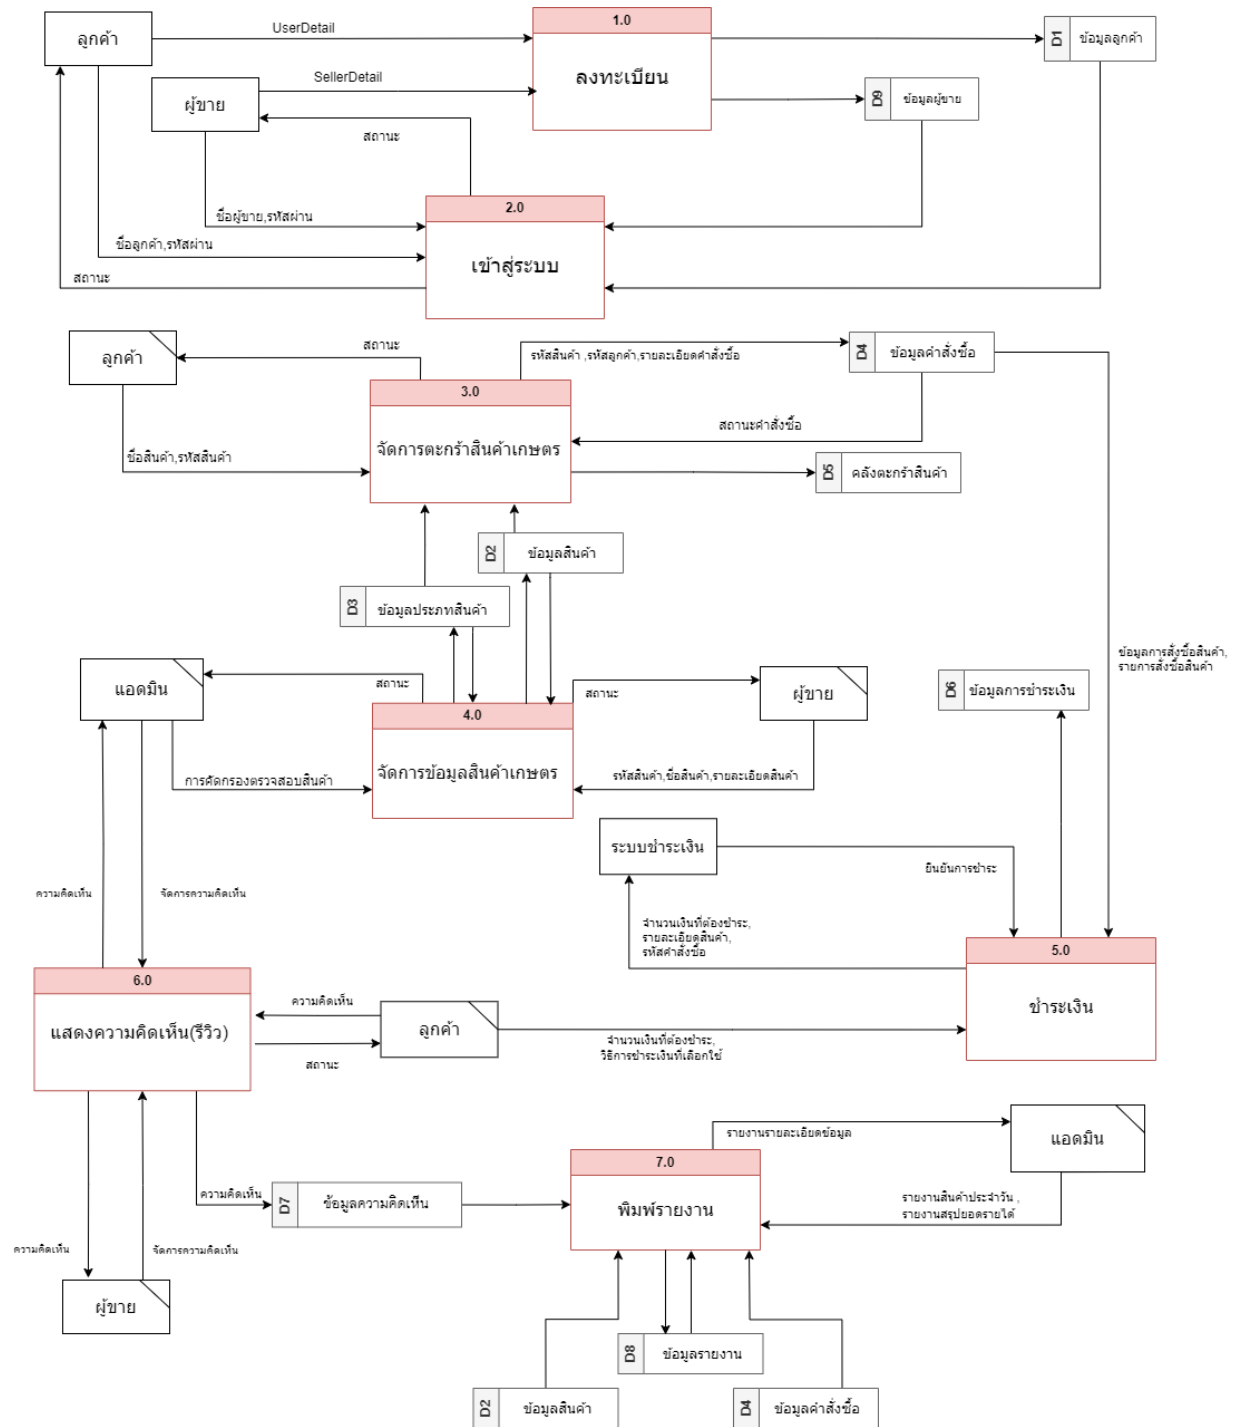 ลูกค้า
UserDetail
1.0
ลงทะเบียน
D1
ข้อมูลลูกค้า
ผู้ขาย
SellerDetail
D9
ข้อมูลผู้ขาย
สถานะ
2.0
เข้าสู่ระบบ
ชื่อผู้ขาย,รหัสผ่าน
ชื่อลูกค้า,รหัสผ่าน
สถานะ
ลูกค้า
สถานะ
รหัสสินค้า ,รหัสลูกค้า,รายละเอียดคำสั่งซื้อ
D4
ข้อมูลคำสั่งซื้อ
3.0
จัดการตะกร้าสินค้าเกษตร
สถานะคำสั่งซื้อ
ชื่อสินค้า,รหัสสินค้า
D5
คลังตะกร้าสินค้า
D2
ข้อมูลสินค้า
D3
ข้อมูลประภทสินค้า
ข้อมูลการสั่งซื้อสินค้า,
รายการสั่งซื้อสินค้า
แอดมิน
สถานะ
4.0
จัดการข้อมูลสินค้าเกษตร
สถานะ
ผู้ขาย
D6
ข้อมูลการชำระเงิน
การคัดกรองตรวจสอบสินค้า
รหัสสินค้า,ชื่อสินค้า,รายละเอียดสินค้า
ระบบชำระเงิน
ยืนยันการชำระ
ความคิดเห็น
จัดการความคิดเห็น
จำนวนเงินที่ต้องชำระ,
รายละเอียดสินค้า,
รหัสคำสั่งซื้อ
5.0
ชำระเงิน
6.0
แสดงความคิดเห็น(รีวิว)
ความคิดเห็น
ลูกค้า
สถานะ
จำนวนเงินที่ต้องชำระ,
วิธีการชำระเงินที่เลือกใช้
รายงานรายละเอียดข้อมูล
แอดมิน
7.0
พิมพ์รายงาน
ความคิดเห็น
D7
ข้อมูลความคิดเห็น
รายงานสินค้าประจำวัน ,
รายงานสรุปยอดรายได้
ความคิดเห็น
จัดการความคิดเห็น
ผู้ขาย
D8
ข้อมูลรายงาน
D2
ข้อมูลสินค้า
D4
ข้อมูลคำสั่งซื้อ